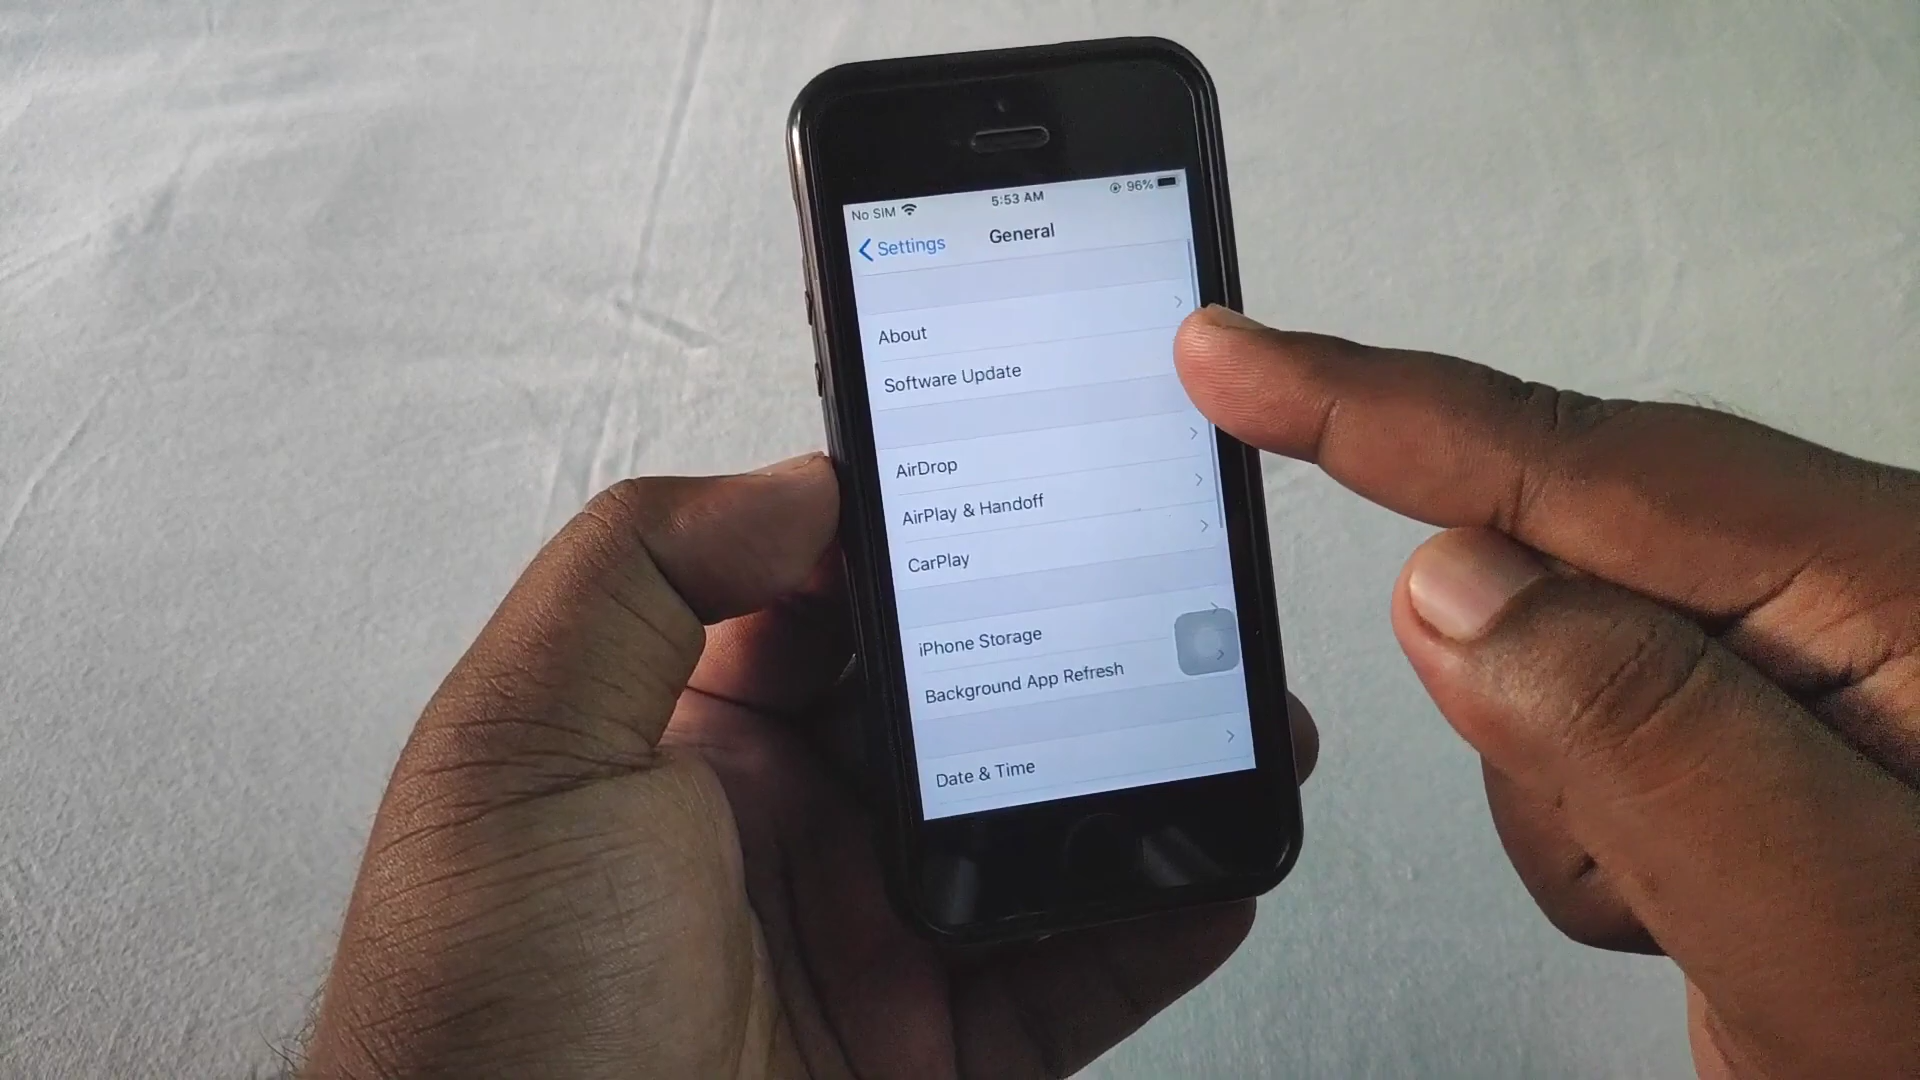 No SIM 5:53 AM 96%
Settings General
About
Software Update
AirDrop
AirPlay & Handoff
CarPlay
iPhone Storage
Background App Refresh
Date & Time